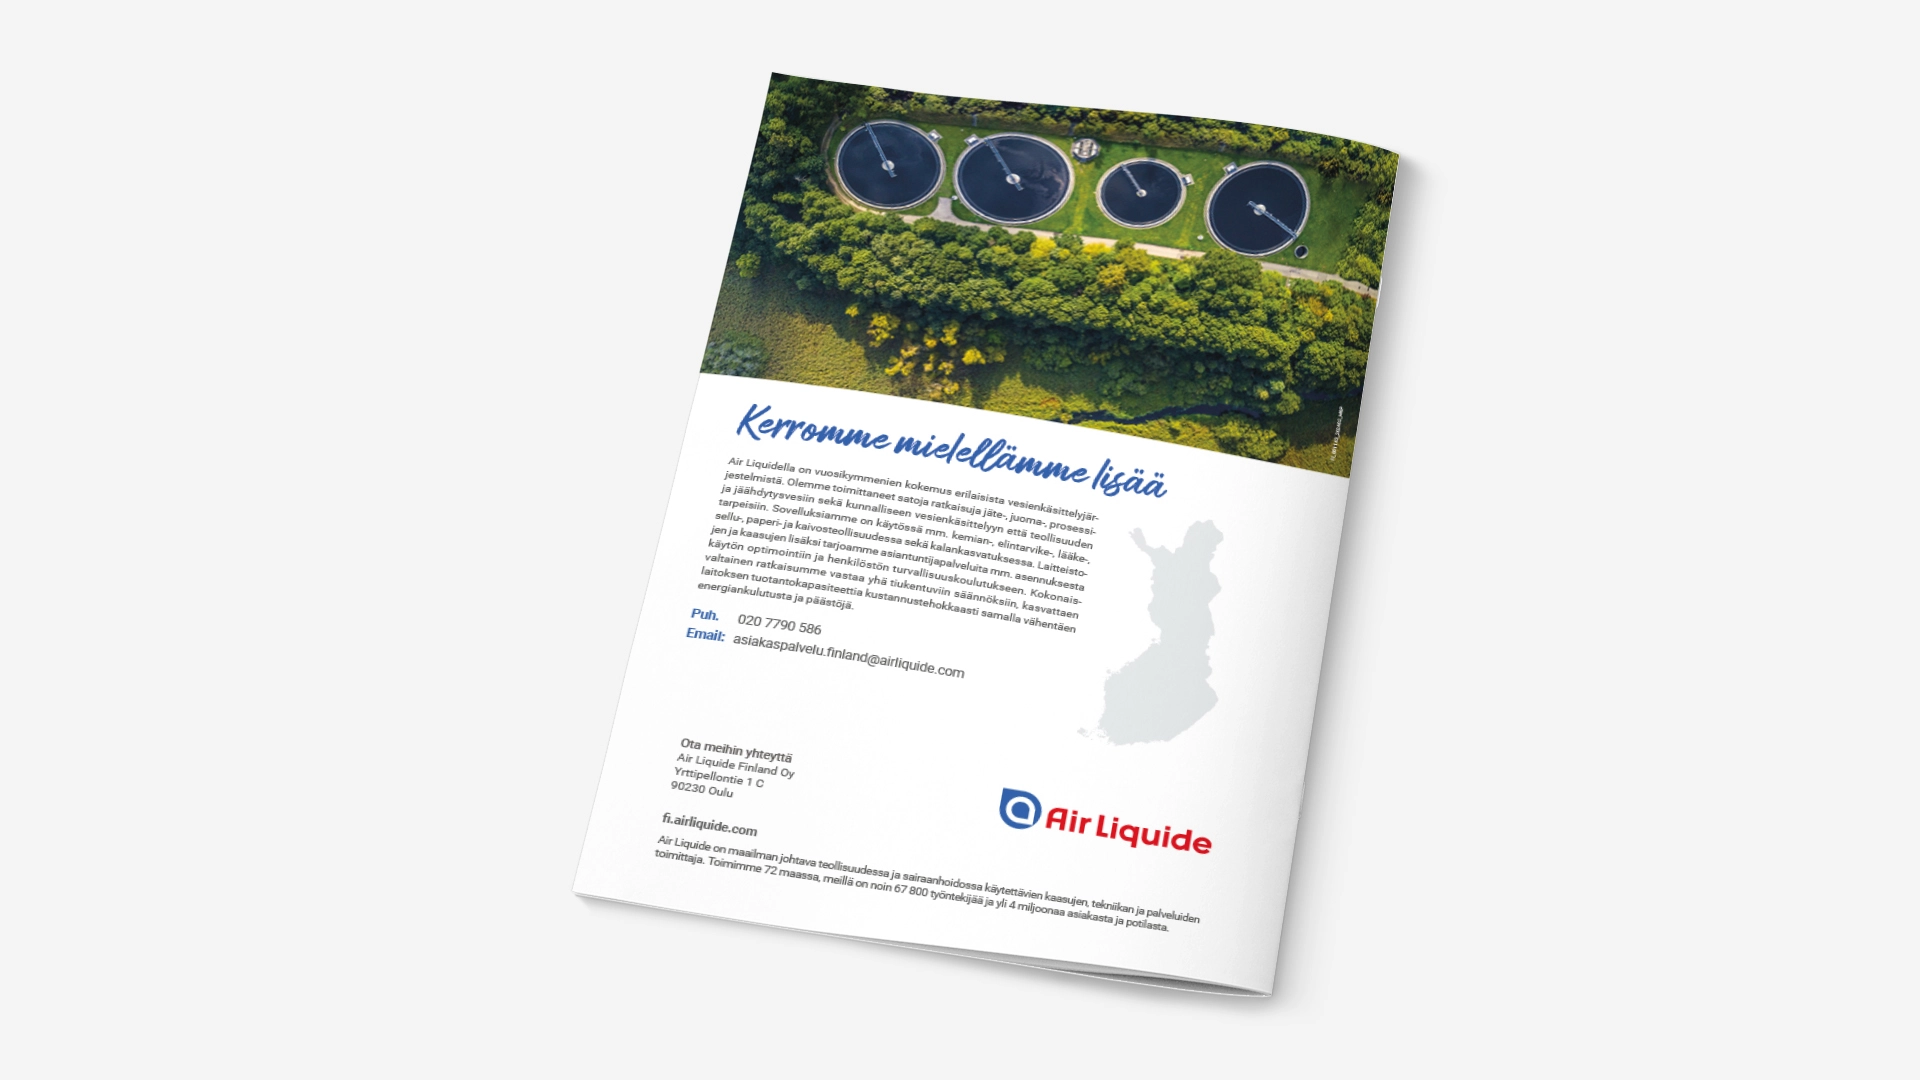 Kerromme mielellämme lisää
Air Liquidella on vuosikymmenien kokemus erilaisista vesienkäsittelyjär-
jestelmistä. Olemme toimittaneet satoja ratkaisuja jäte-, juoma-, prosessi-
ja jäähdytysvesiin sekä kunnalliseen vesienkäsittelyyn että teollisuuden
tarpeisiin. Sovelluksiamme on käytössä mm. kemian-, elintarvike-, lääke-,
sellu-, paperi- ja kaivosteollisuudessa sekä kalankasvatuksessa. Laitteisto-
jen ja kaasujen lisäksi tarjoamme asiantuntijapalveluita mm. asennuksesta
käytön optimointiin ja henkilöstön turvallisuuskoulutukseen. Kokonais-
valtainen ratkaisumme vastaa yhä tiukentuviin säännöksiin, kasvattaen
laitoksen tuotantokapasiteettia kustannustehokkaasti samalla vähentäen
energiankulutusta ja päästöjä.
Puh. 020 7790 586
Email: asiakaspalvelu.finland@airliquide.com
Ota meihin yhteyttä
Air Liquide Finland Oy
Yrttipellontie 1 C
90230 Oulu
Air Liquide
fi.airliquide.com
Air Liquide on maailman johtava teollisuudessa ja sairaanhoidossa käytettävien kaasujen, tekniikan ja palveluiden
toimittaja. Toimimme 72 maassa, meillä on noin 67 800 työntekijää ja yli 4 miljoonaa asiakasta ja potilasta.